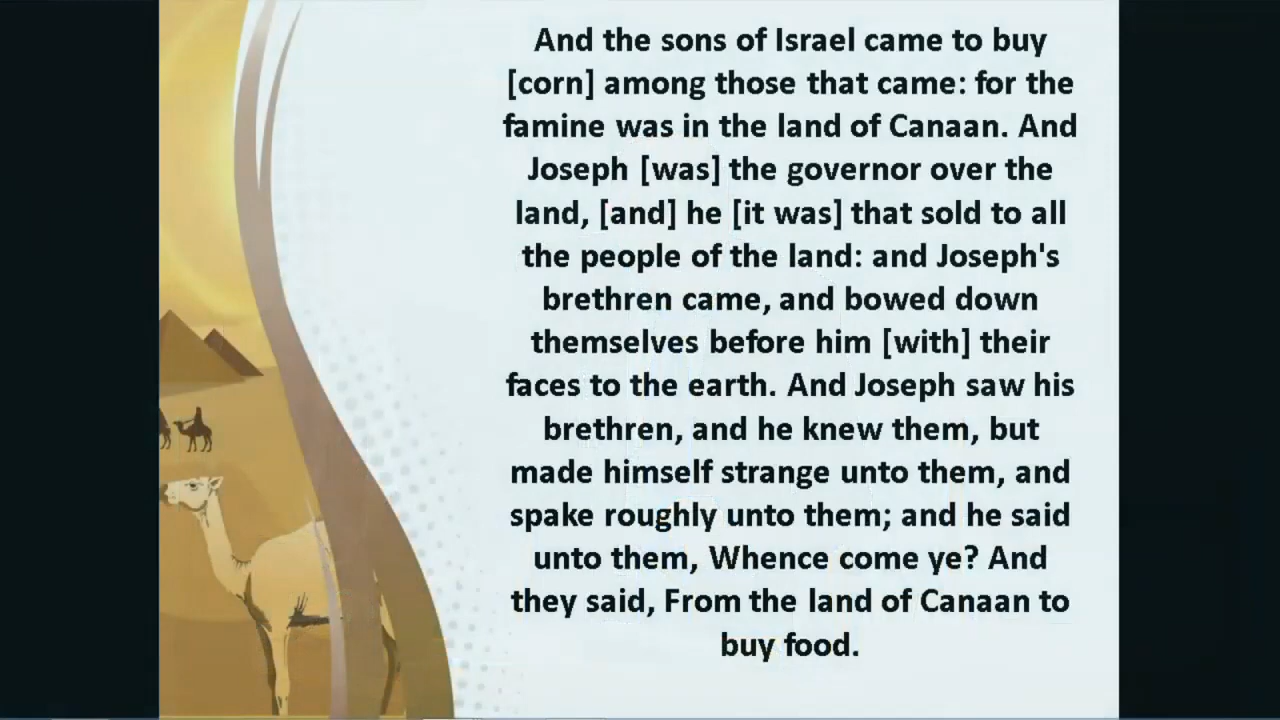 And the sons of Israel came to buy
[corn] among those that came: for the
famine was in the land of Canaan. And
Joseph [was] the governor over the
land, [and] he [it was] that sold to all
the people of the land: and Joseph's
brethren came, and bowed down
themselves before him [with] their
faces to the earth. And Joseph saw his
brethren, and he knew them, but
made himself strange unto them, and
spake roughly unto them; and he said
unto them, Whence come ye? And
they said, From the land of Canaan to
buy food.